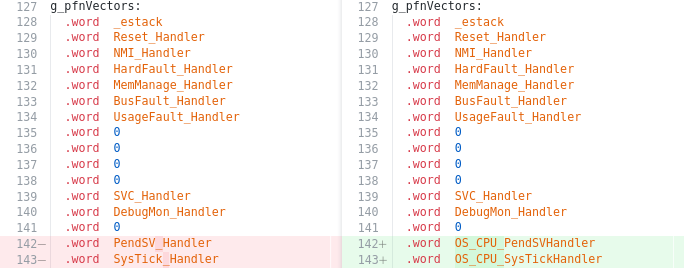 127 g_pfnVectors:
128 .word _estack
129 .word Reset_Handler
130 .word NMI_Handler
131 .word HardFault_Handler
132 .word MemManage_Handler
133 .word BusFault_Handler
134 .word UsageFault_Handler
135 .word 0
136 .word 0
137 .word 0
138 .word 0
139 .word SVC_Handler
140 .word DebugMon_Handler
141 .word 0
142— .word PendSV_Handler
143— .word SysTick_Handler
127 g_pfnVectors:
128 .word _estack
129 .word Reset_Handler
130 .word NMI_Handler
131 .word HardFault_Handler
132 .word MemManage_Handler
133 .word BusFault_Handler
134 .word UsageFault_Handler
135 .word 0
136 .word 0
137 .word 0
138 .word 0
139 .word SVC_Handler
140 .word DebugMon_Handler
141 .word 0
142+ .word OS_CPU_PendSVHandler
143+ .word OS_CPU_SysTickHandler